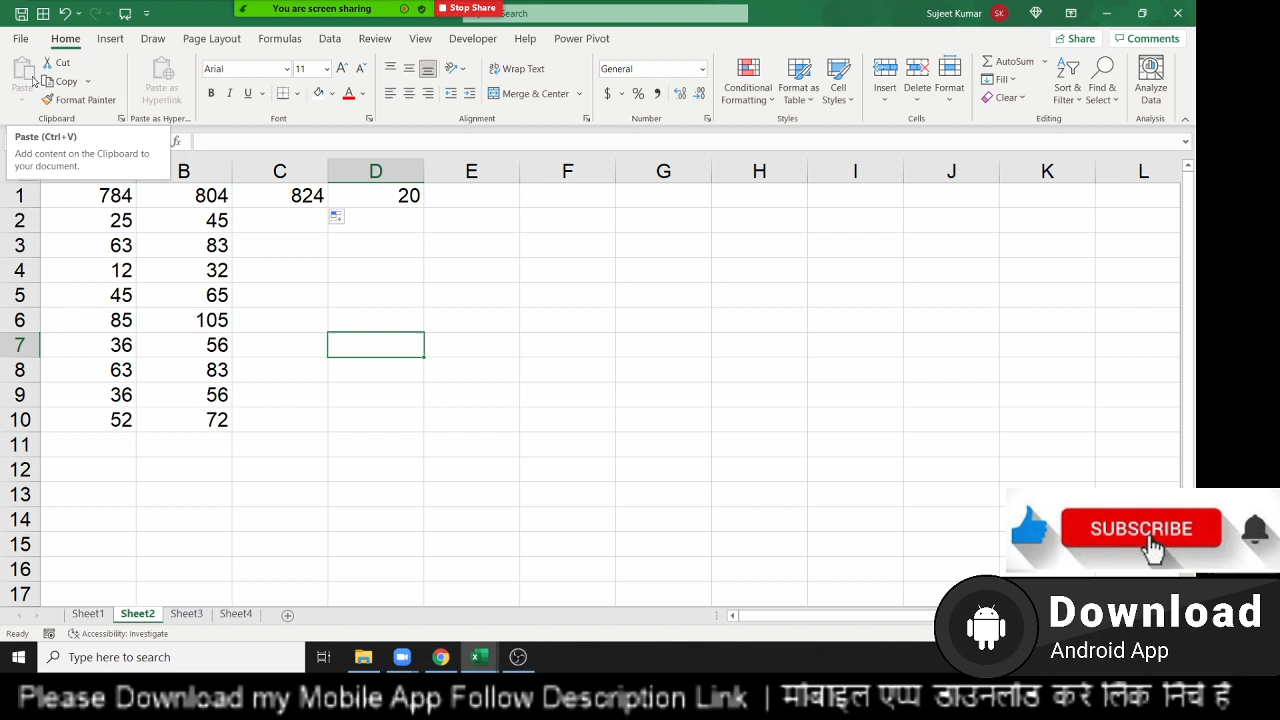 You are screen sharing
Stop Share
Search
Sujeet Kumar
SK
File Home Insert Draw Page Layout Formulas Data Review View Developer Help Power Pivot
Share
Comments
Paste
Cut
Copy
Format Painter
Clipboard
Paste as Hyperlink
Paste as Hyper...
Arial
11
B I U
Font
Wrap Text
Merge & Center
Alignment
General
$ % ,
Number
Conditional Formatting
Format as Table
Cell Styles
Styles
Insert
Delete
Format
Cells
AutoSum
Fill
Clear
Sort & Filter
Find & Select
Editing
Analyze Data
Analysis
Paste (Ctrl+V)
Add content on the Clipboard to
your document.
fx
B C D E F G H I J K L
1 784 804 824 20
2 25 45
3 63 83
4 12 32
5 45 65
6 85 105
7 36 56
8 63 83
9 36 56
10 52 72
11
12
13
14
15
16
17
SUBSCRIBE
Sheet1 Sheet2 Sheet3 Sheet4
Ready
Accessibility: Investigate
Download
Android App
Type here to search
Please Download my Mobile App Follow Description Link | मोबाइल एप्प डाउनलोड करे लिंक निचे है